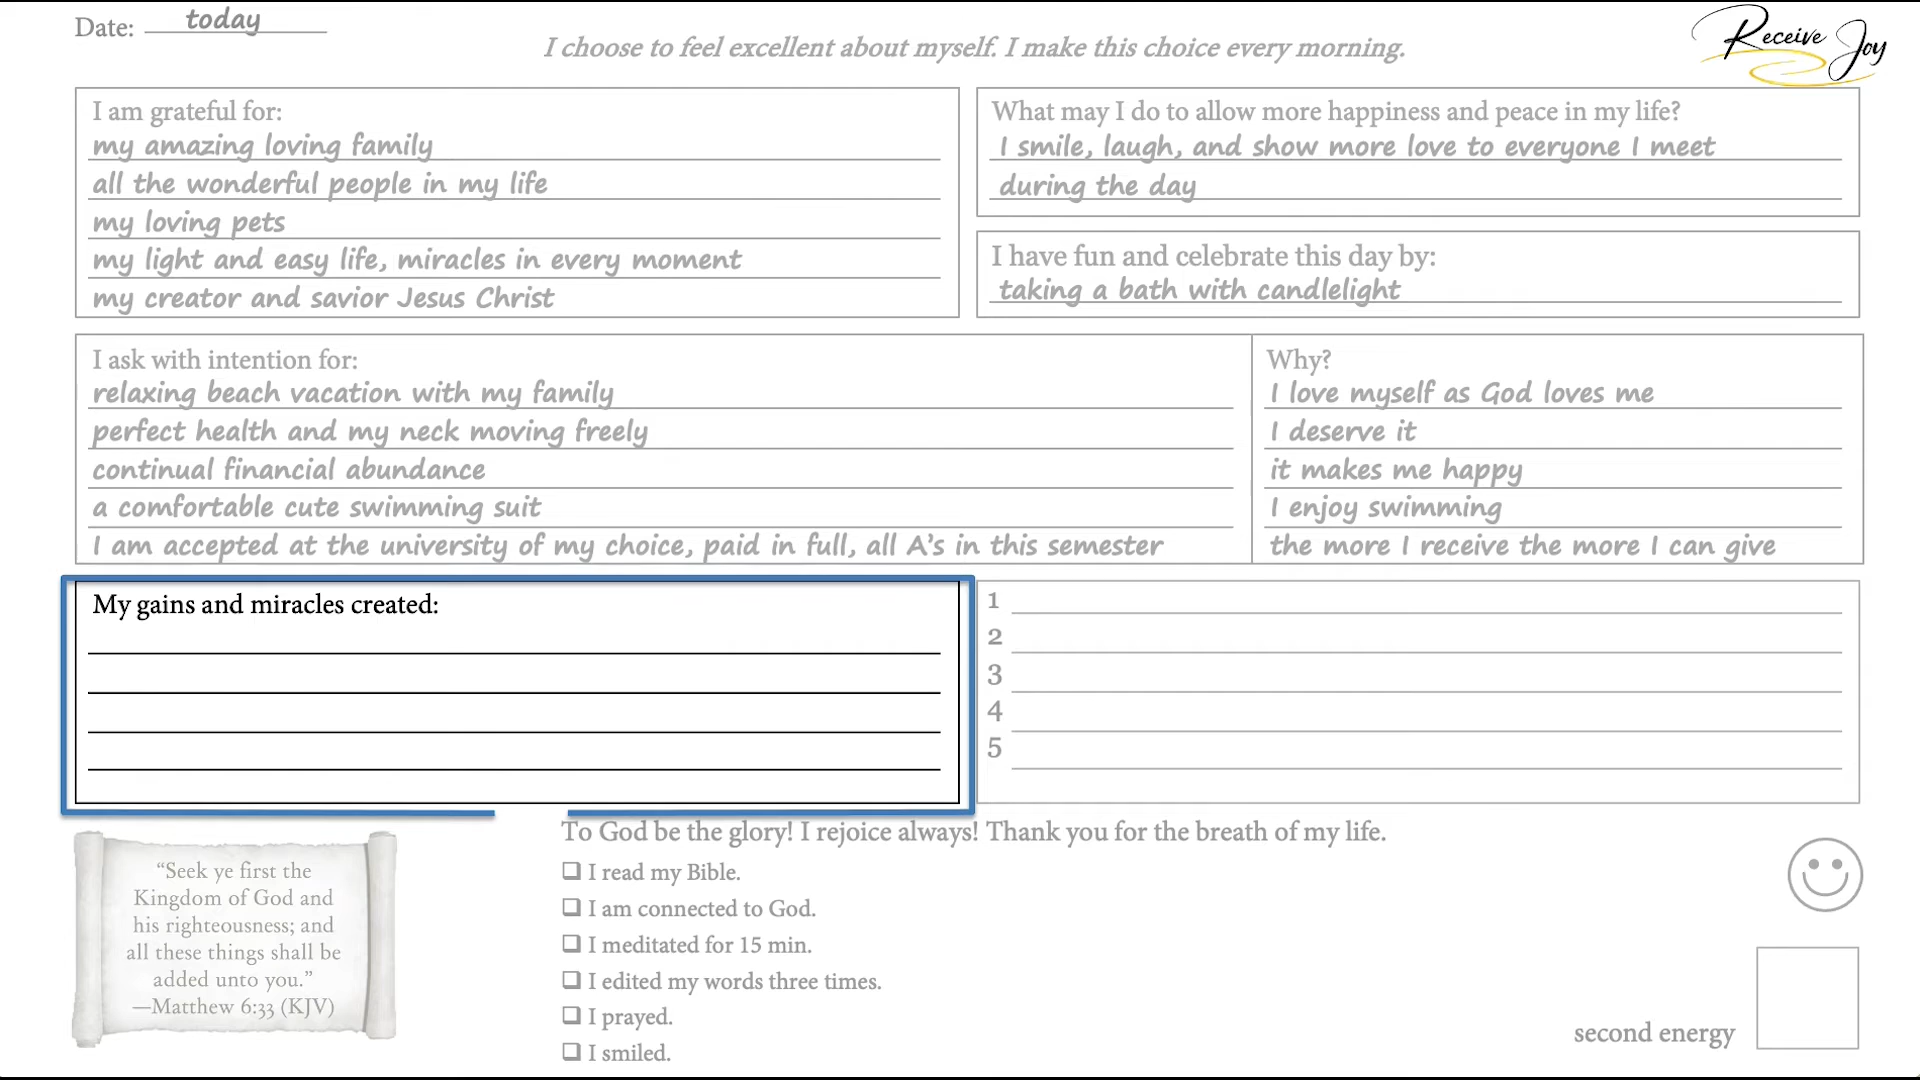 Date: today
I choose to feel excellent about myself. I make this choice every morning.
Receive Joy
I am grateful for:
my amazing loving family
all the wonderful people in my life
my loving pets
my light and easy life, miracles in every moment
my creator and savior Jesus Christ
What may I do to allow more happiness and peace in my life?
I smile, laugh, and show more love to everyone I meet
during the day
I have fun and celebrate this day by:
taking a bath with candlelight
I ask with intention for:
relaxing beach vacation with my family
perfect health and my neck moving freely
continual financial abundance
a comfortable cute swimming suit
I am accepted at the university of my choice, paid in full, all A's in this semester
Why?
I love myself as God loves me
I deserve it
it makes me happy
I enjoy swimming
the more I receive the more I can give
My gains and miracles created:
1
2
3
4
5
"Seek ye first the
Kingdom of God and
his righteousness; and
all these things shall be
added unto you."
—Matthew 6:33 (KJV)
To God be the glory! I rejoice always! Thank you for the breath of my life.
❑ I read my Bible.
❑ I am connected to God.
❑ I meditated for 15 min.
❑ I edited my words three times.
❑ I prayed.
❑ I smiled.
second energy